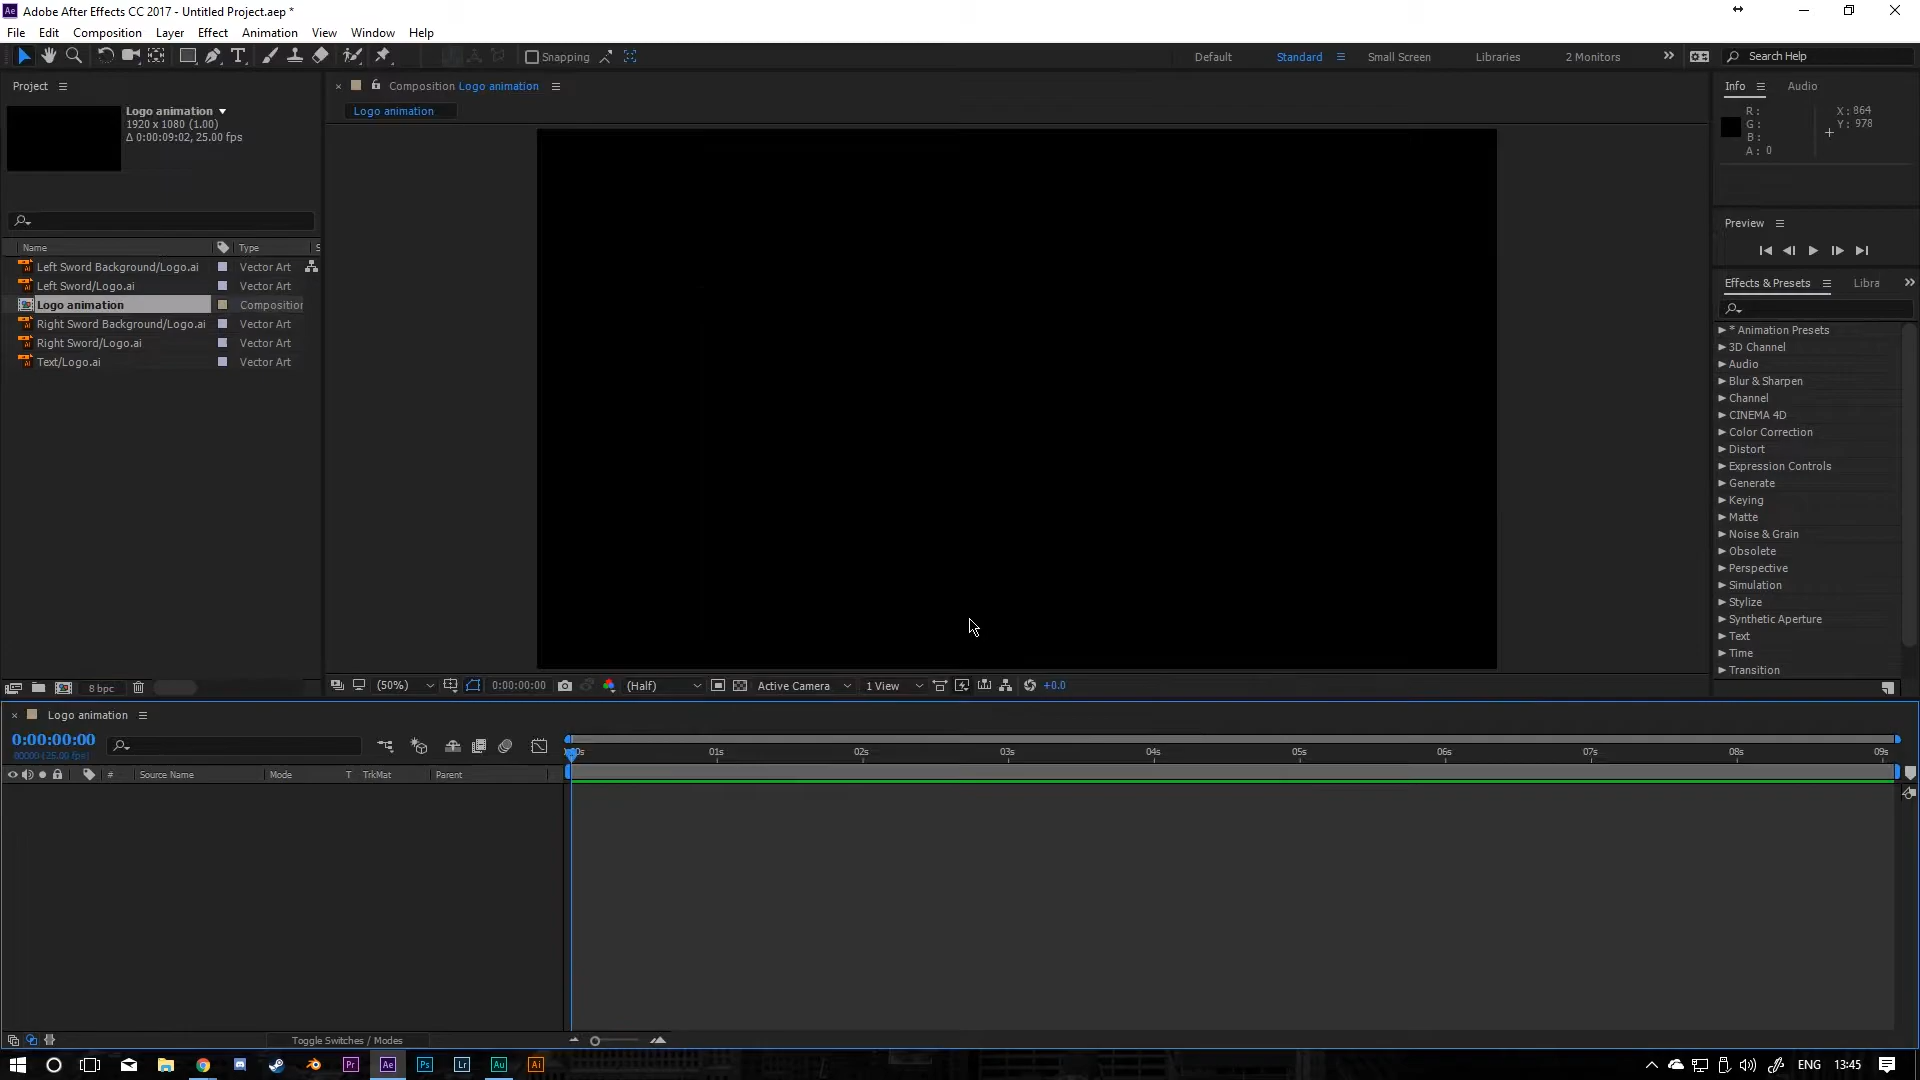 Adobe After Effects CC 2017 - Untitled Project.aep *
File Edit Composition Layer Effect Animation View Window Help
Snapping
Default Standard Small Screen Libraries 2 Monitors
Search Help
Project
Logo animation
1920 x 1080 (1.00)
Δ 0:00:09:02, 25.00 fps
Name Type S
Left Sword Background/Logo.ai Vector Art
Left Sword/Logo.ai Vector Art
Logo animation Composition
Right Sword Background/Logo.ai Vector Art
Right Sword/Logo.ai Vector Art
Text/Logo.ai Vector Art
8 bpc
Composition Logo animation
Logo animation
(50%) 0:00:00:00 (Half) Active Camera 1 View +0.0
Info Audio
R:
G:
B:
A: 0
X: 864
Y: 978
Preview
Effects & Presets Libra
* Animation Presets
3D Channel
Audio
Blur & Sharpen
Channel
CINEMA 4D
Color Correction
Distort
Expression Controls
Generate
Keying
Matte
Noise & Grain
Obsolete
Perspective
Simulation
Stylize
Synthetic Aperture
Text
Time
Transition
Logo animation
0:00:00:00
00000 (25.00 fps)
# Source Name Mode T TrkMat Parent
00s 01s 02s 03s 04s 05s 06s 07s 08s 09s
Toggle Switches / Modes
Pr Ae Ps Lr Au Ai
ENG 13:45